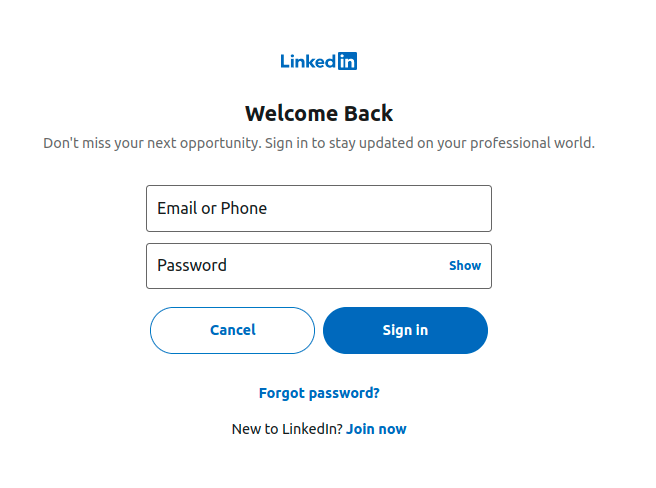 LinkedIn
Welcome Back
Don't miss your next opportunity. Sign in to stay updated on your professional world.
Email or Phone
Password Show
Cancel Sign in
Forgot password?
New to LinkedIn? Join now